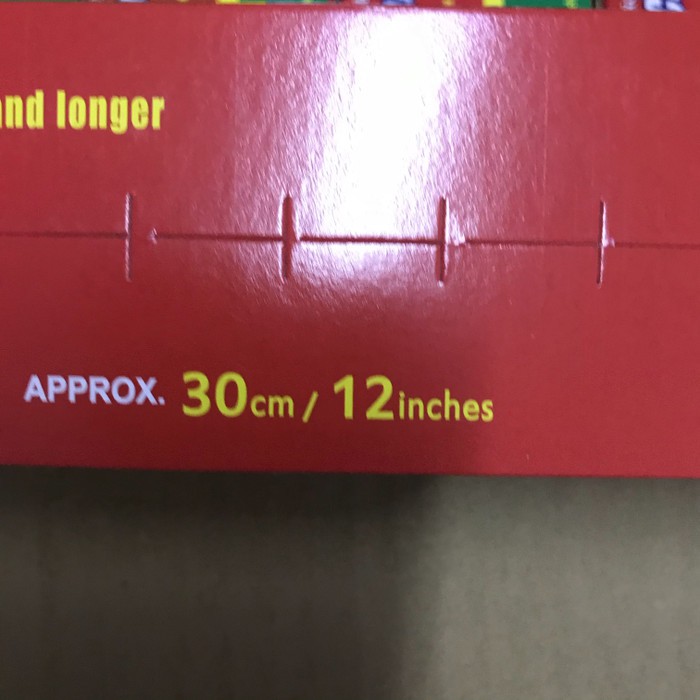 and longer
APPROX. 30cm / 12inches